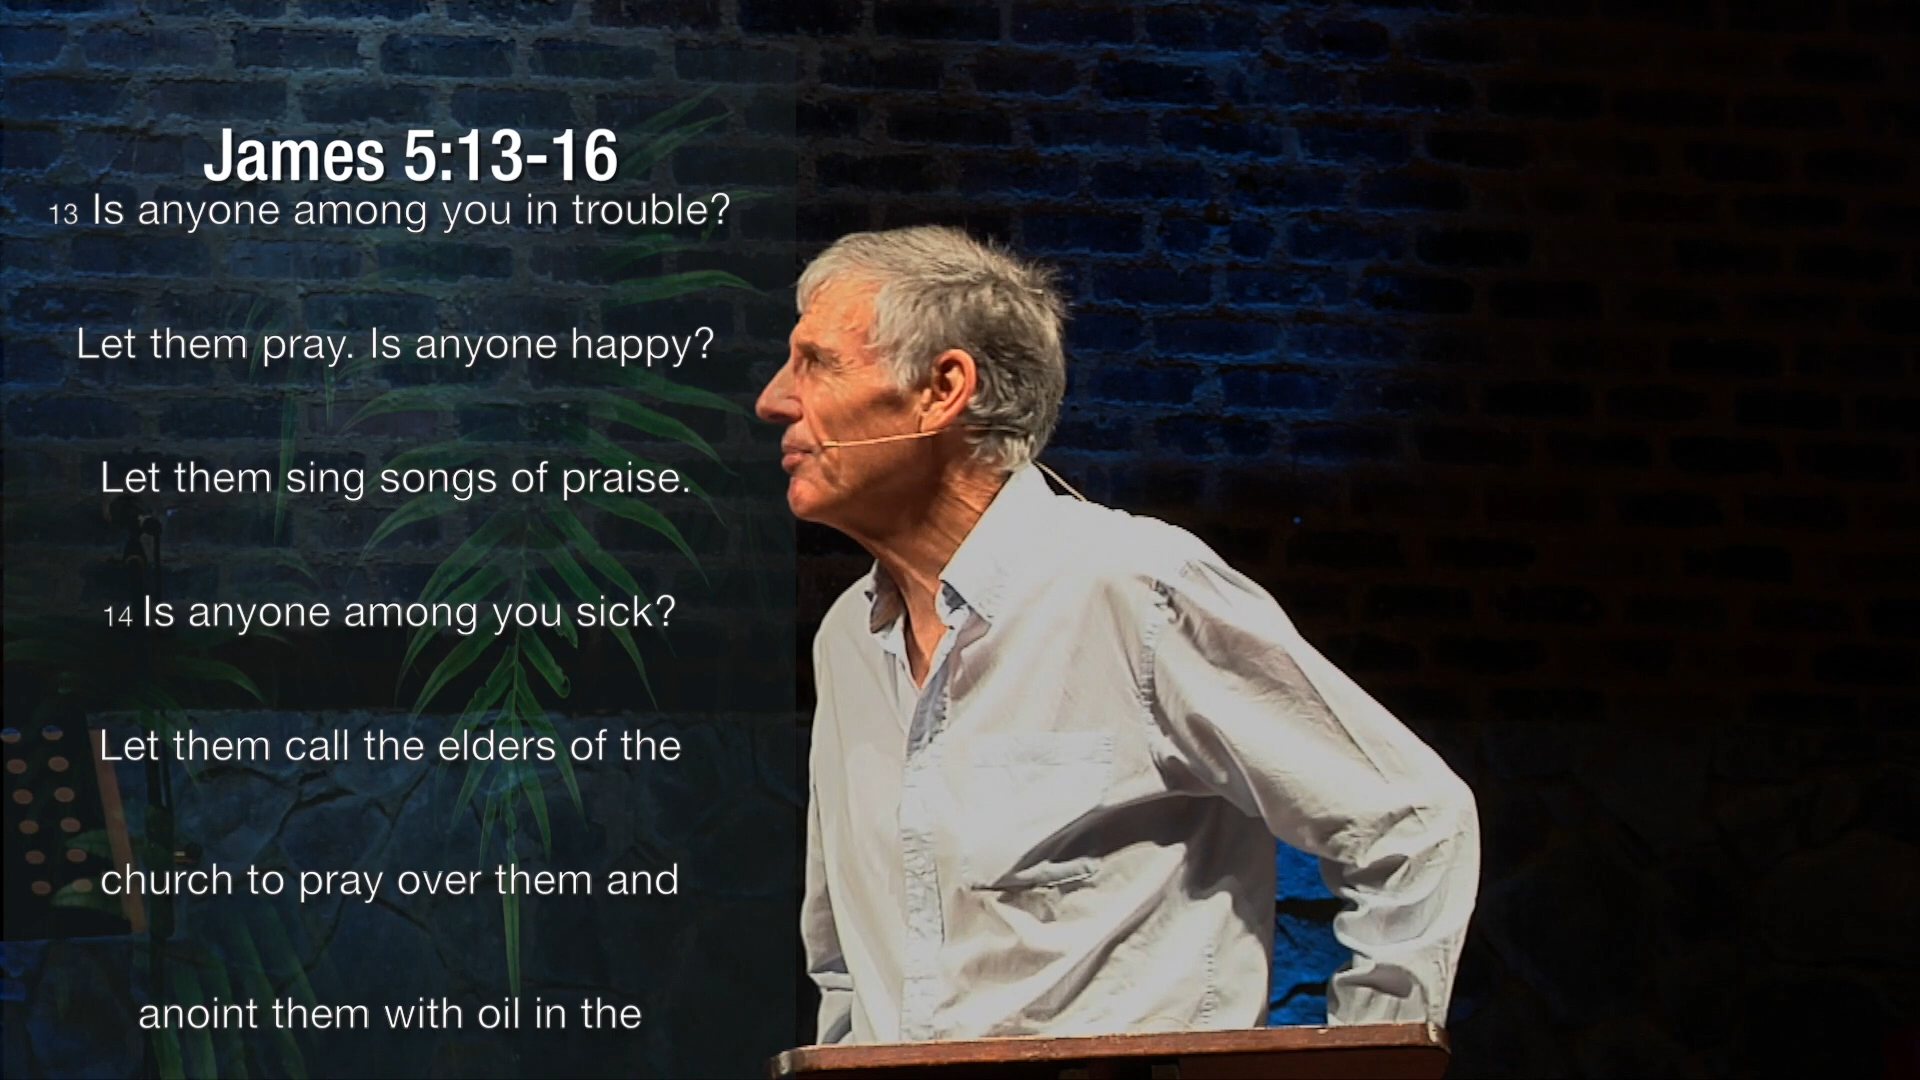 James 5:13-16
13 Is anyone among you in trouble?
Let them pray. Is anyone happy?
Let them sing songs of praise.
14 Is anyone among you sick?
Let them call the elders of the
church to pray over them and
anoint them with oil in the